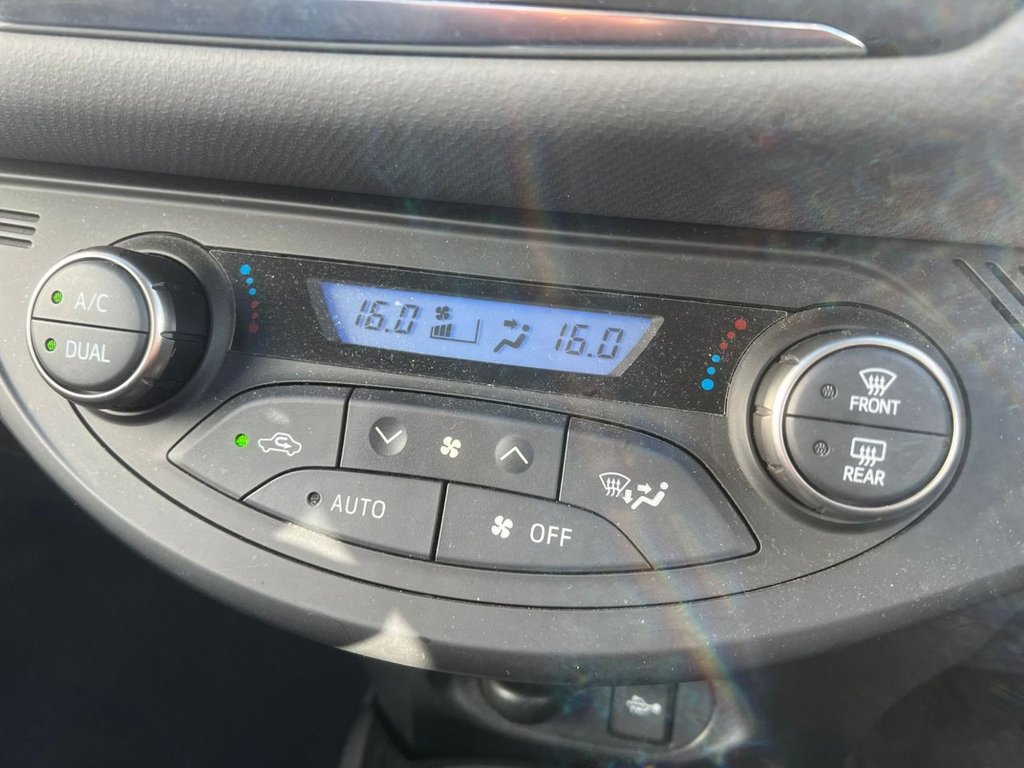 A/C
DUAL
16.0
16.0
FRONT
REAR
AUTO
OFF